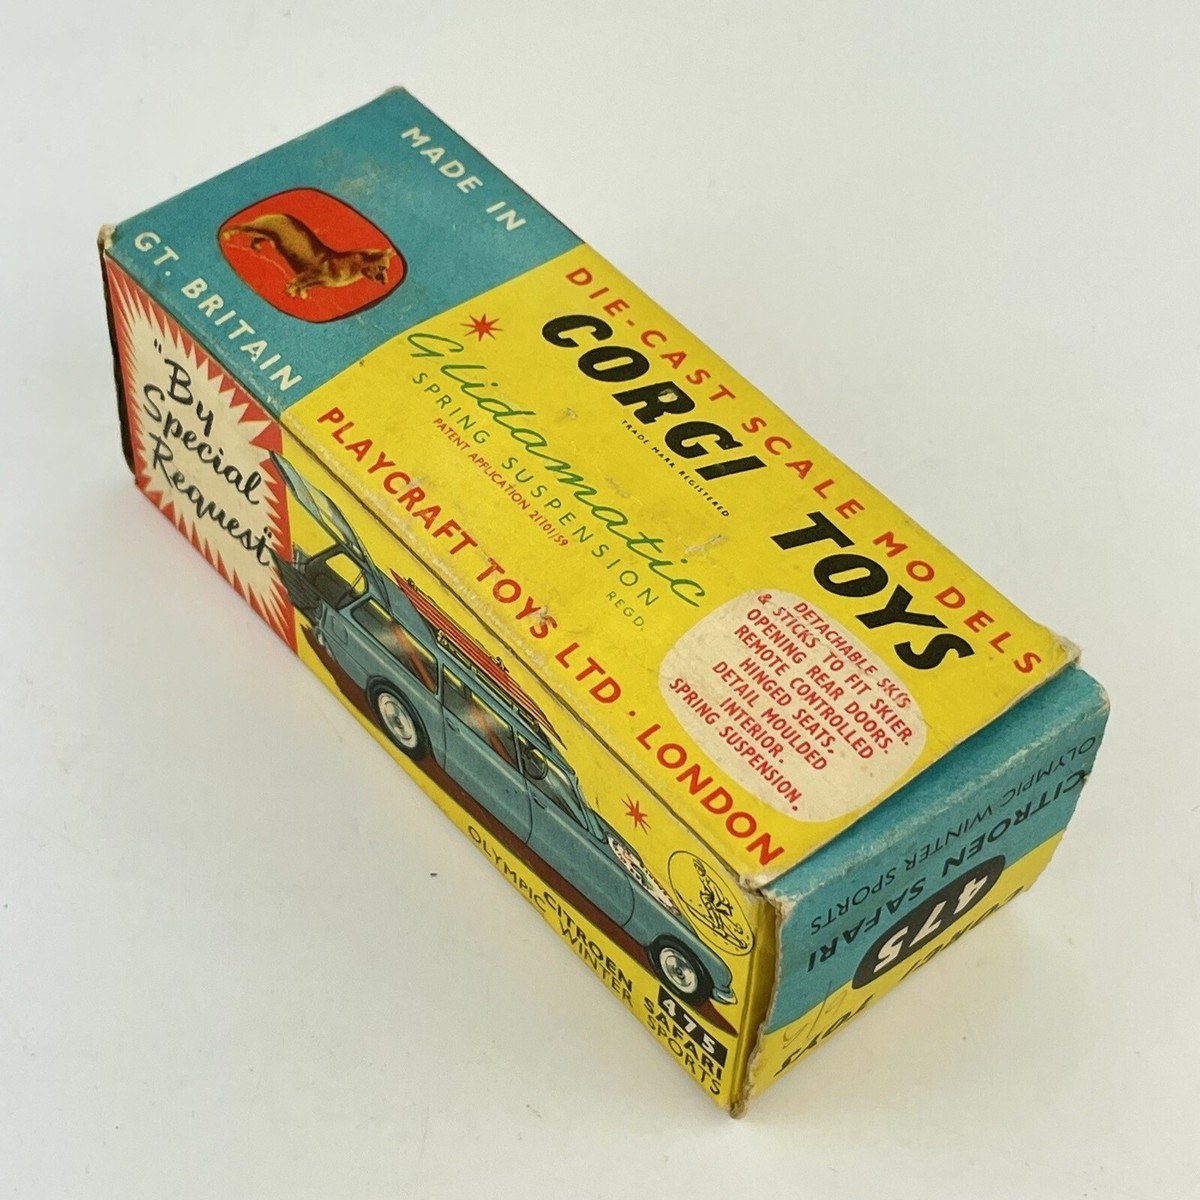 MADE IN
GT. BRITAIN
DIE-CAST SCALE MODELS
CORGI TOYS
TRADE MARK REGISTERED
Glidamatic
SPRING SUSPENSION
REGD.
PATENT APPLICATION 21101/59
DETACHABLE SKIS
& STICKS TO FIT SKIER.
OPENING REAR DOORS.
REMOTE CONTROLLED
HINGED SEATS.
DETAIL MOULDED
INTERIOR.
SPRING SUSPENSION.
PLAYCRAFT TOYS LTD · LONDON
"By
Special
Request"
475
CITROEN SAFARI
OLYMPIC WINTER SPORTS
OLYMPIC WINTER SPORTS
CITROEN SAFARI
475
CORGI TOYS